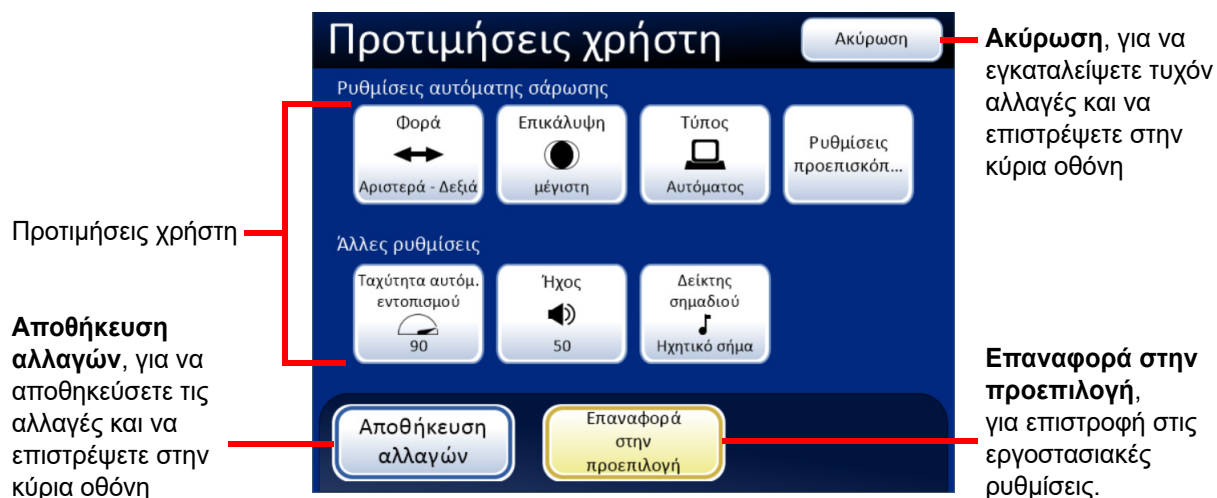 Προτιμήσεις χρήστη
Ακύρωση
Ακύρωση, για να
εγκαταλείψετε τυχόν
αλλαγές και να
επιστρέψετε στην
κύρια οθόνη
Ρυθμίσεις αυτόματης σάρωσης
Φορά
Αριστερά - Δεξιά
Επικάλυψη
μέγιστη
Τύπος
Αυτόματος
Ρυθμίσεις
προεπισκόπ...
Προτιμήσεις χρήστη
Άλλες ρυθμίσεις
Ταχύτητα αυτόμ.
εντοπισμού
90
Ήχος
50
Δείκτης
σημαδιού
Ηχητικό σήμα
Αποθήκευση
αλλαγών, για να
αποθηκεύσετε τις
αλλαγές και να
επιστρέψετε στην
κύρια οθόνη
Αποθήκευση
αλλαγών
Επαναφορά
στην
προεπιλογή
Επαναφορά στην
προεπιλογή,
για επιστροφή στις
εργοστασιακές
ρυθμίσεις.